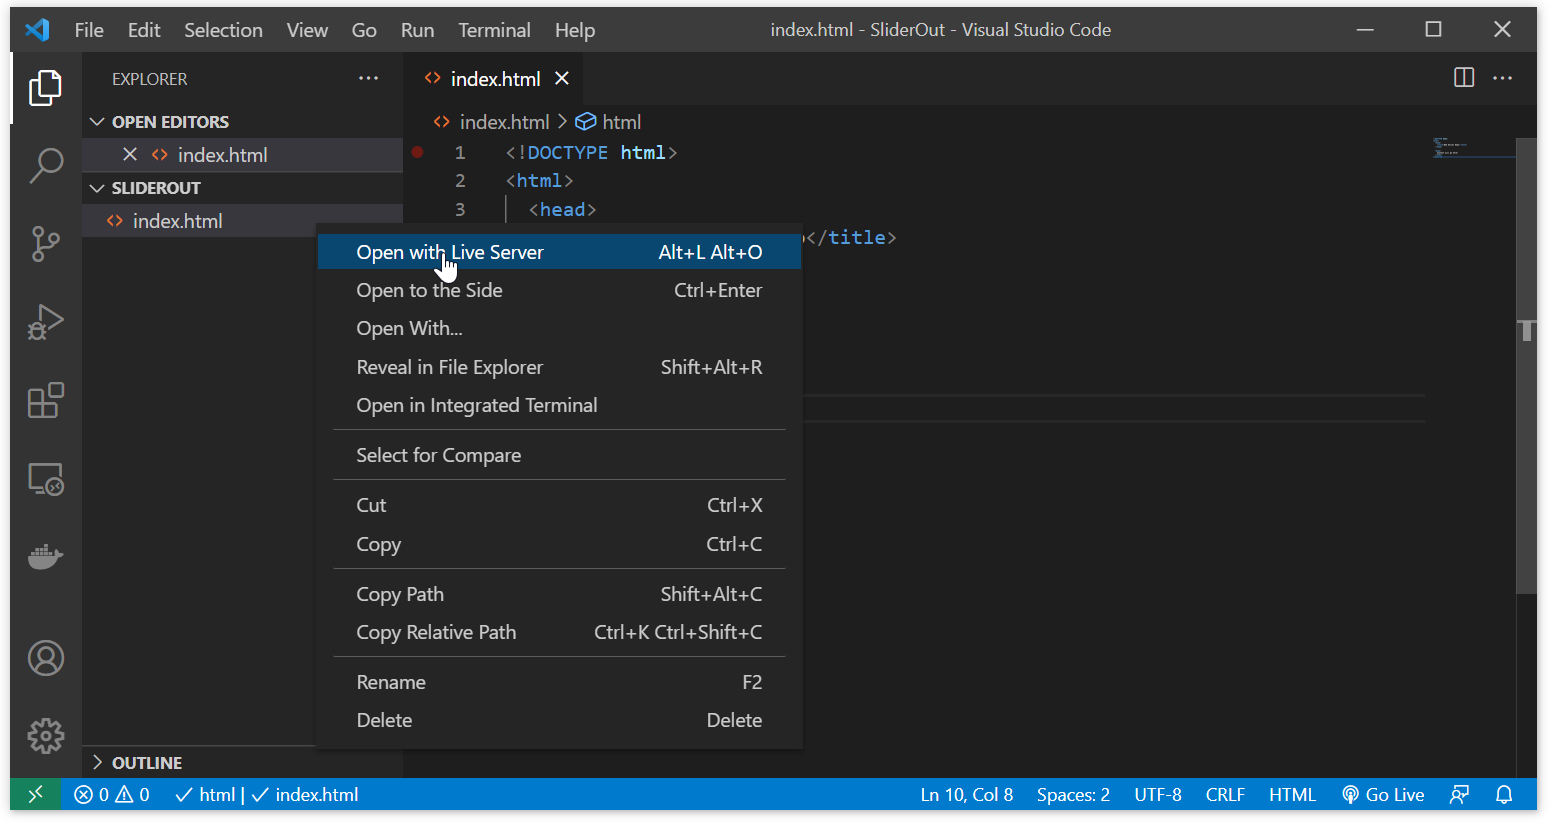 File Edit Selection View Go Run Terminal Help index.html - SliderOut - Visual Studio Code
EXPLORER
index.html
OPEN EDITORS
index.html > html
index.html
1 <!DOCTYPE html>
SLIDEROUT
2 <html>
index.html
3 <head>
</title>
Open with Live Server Alt+L Alt+O
Open to the Side Ctrl+Enter
Open With...
Reveal in File Explorer Shift+Alt+R
Open in Integrated Terminal
Select for Compare
Cut Ctrl+X
Copy Ctrl+C
Copy Path Shift+Alt+C
Copy Relative Path Ctrl+K Ctrl+Shift+C
Rename F2
Delete Delete
OUTLINE
0 0 html | index.html Ln 10, Col 8 Spaces: 2 UTF-8 CRLF HTML Go Live